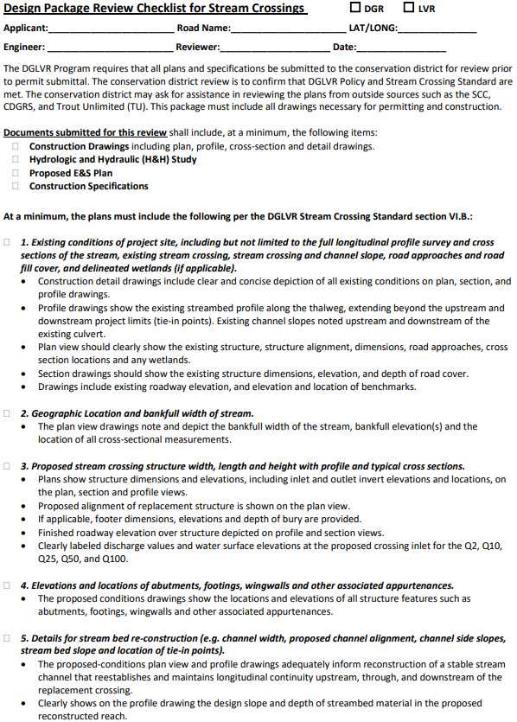 Design Package Review Checklist for Stream Crossings ☐ DGR ☐ LVR
Applicant:____________________ Road Name:____________________ LAT/LONG:______________
Engineer: ____________________ Reviewer:____________________ Date:________________
The DGLVR Program requires that all plans and specifications be submitted to the conservation district for review prior
to permit submittal. The conservation district review is to confirm that DGLVR Policy and Stream Crossing Standard are
met. The conservation district may ask for assistance in reviewing the plans from outside sources such as the SCC,
CDGRS, and Trout Unlimited (TU). This package must include all drawings necessary for permitting and construction.
Documents submitted for this review shall include, at a minimum, the following items:
☐ Construction Drawings including plan, profile, cross-section and detail drawings.
☐ Hydrologic and Hydraulic (H&H) Study
☐ Proposed E&S Plan
☐ Construction Specifications
At a minimum, the plans must include the following per the DGLVR Stream Crossing Standard section VI.B.:
☐ 1. Existing conditions of project site, including but not limited to the full longitudinal profile survey and cross
sections of the stream, existing stream crossing, stream crossing and channel slope, road approaches and road
fill cover, and delineated wetlands (if applicable).
• Construction detail drawings include clear and concise depiction of all existing conditions on plan, section, and
profile drawings.
• Profile drawings show the existing streambed profile along the thalweg, extending beyond the upstream and
downstream project limits (tie-in points). Existing channel slopes noted upstream and downstream of the
existing culvert.
• Plan view should clearly show the existing structure, structure alignment, dimensions, road approaches, cross
section locations and any wetlands.
• Section drawings should show the existing structure dimensions, elevation, and depth of road cover.
• Drawings include existing roadway elevation, and elevation and location of benchmarks.
☐ 2. Geographic Location and bankfull width of stream.
• The plan view drawings note and depict the bankfull width of the stream, bankfull elevation(s) and the
location of all cross-sectional measurements.
☐ 3. Proposed stream crossing structure width, length and height with profile and typical cross sections.
• Plans show structure dimensions and elevations, including inlet and outlet invert elevations and locations, on
the plan, section and profile views.
• Proposed alignment of replacement structure is shown on the plan view.
• If applicable, footer dimensions, elevations and depth of bury are provided.
• Finished roadway elevation over structure depicted on profile and section views.
• Clearly labeled discharge values and water surface elevations at the proposed crossing inlet for the Q2, Q10,
Q25, Q50, and Q100.
☐ 4. Elevations and locations of abutments, footings, wingwalls and other associated appurtenances.
• The proposed conditions drawings show the locations and elevations of all structure features such as
abutments, footings, wingwalls and other associated appurtenances.
☐ 5. Details for stream bed re-construction (e.g. channel width, proposed channel alignment, channel side slopes,
stream bed slope and location of tie-in points).
• The proposed-conditions plan view and profile drawings adequately inform reconstruction of a stable stream
channel that reestablishes and maintains longitudinal continuity upstream, through, and downstream of the
replacement crossing.
• Clearly shows on the profile drawing the design slope and depth of streambed material in the proposed
reconstructed reach.